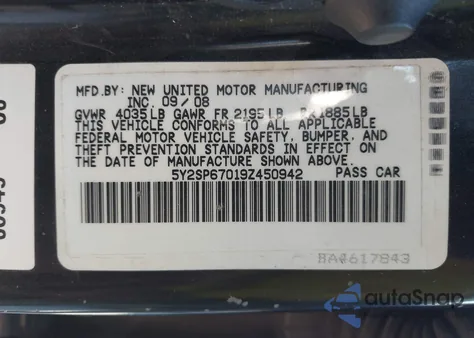 MFD.BY: NEW UNITED MOTOR MANUFACTURING
INC. 09/08
GVWR 4035LB GAWR FR 2195LB RR 1885LB
THIS VEHICLE CONFORMS TO ALL APPLICABLE
FEDERAL MOTOR VEHICLE SAFETY, BUMPER, AND
THEFT PREVENTION STANDARDS IN EFFECT ON
THE DATE OF MANUFACTURE SHOWN ABOVE.
5Y2SP67019Z450942 PASS CAR
BA4617843
autoSnap